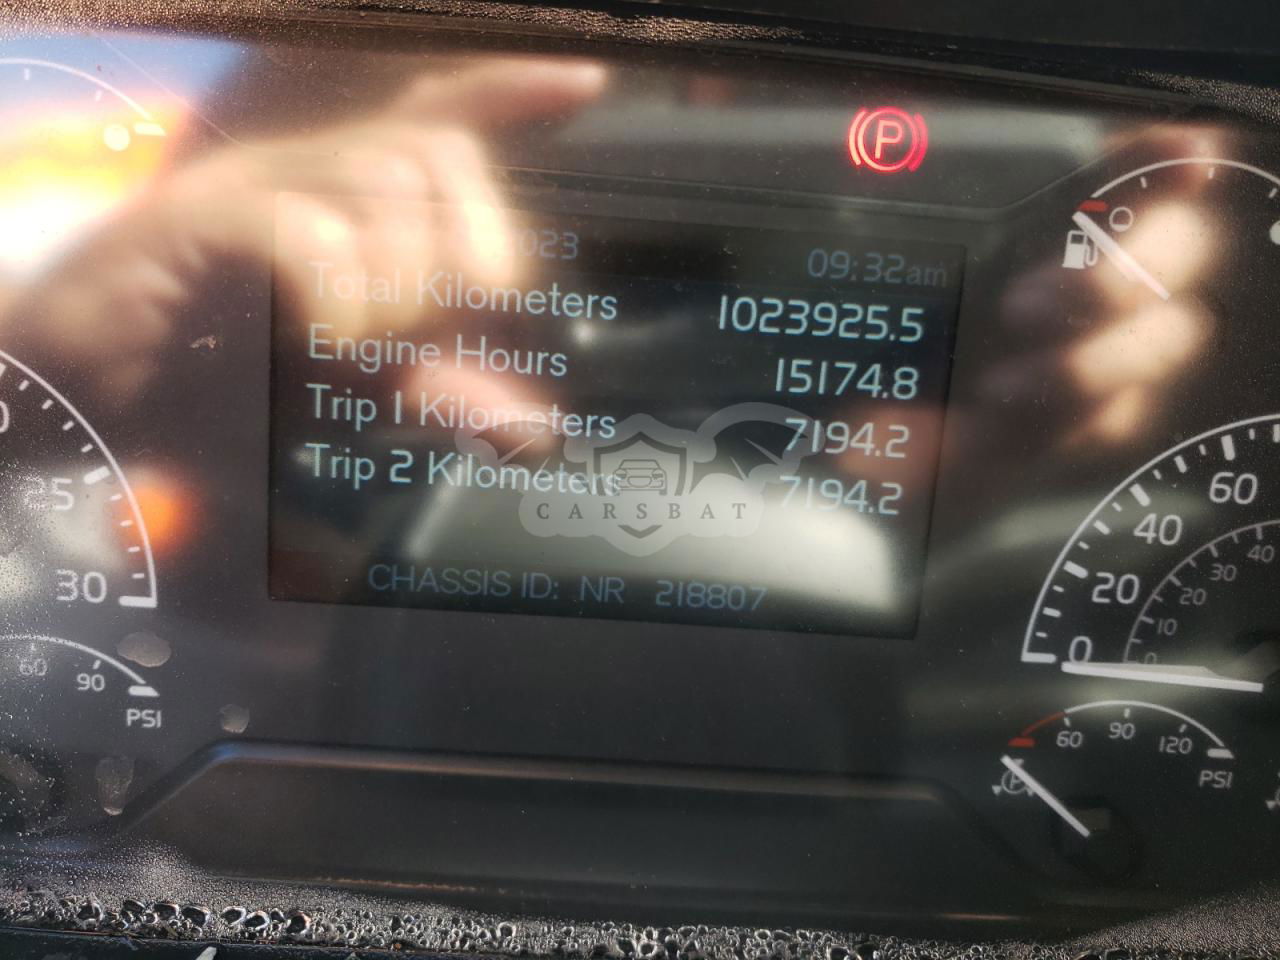 023 09:32am
Total Kilometers 1023925.5
Engine Hours 15174.8
Trip 1 Kilometers 7194.2
Trip 2 Kilometers 7194.2
CARSBAT
CHASSIS ID: NR 218807
P
25
30
60 90
PSI
0 20 40 60
0 10 20 30 40
60 90 120
PSI
P